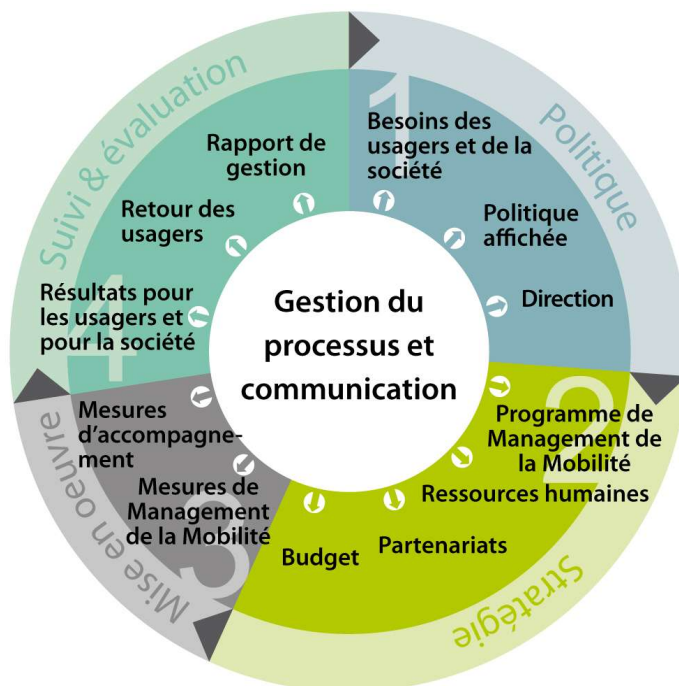 Gestion du
processus et
communication
1
Politique
Besoins des
usagers et de la
société
Politique
affichée
Direction
2
Stratégie
Programme de
Management de
la Mobilité
Ressources humaines
Partenariats
Budget
3
Mise en oeuvre
Mesures de
Management
de la Mobilité
Mesures
d’accompagne-
ment
4
Suivi & évaluation
Résultats pour
les usagers et
pour la société
Retour des
usagers
Rapport de
gestion